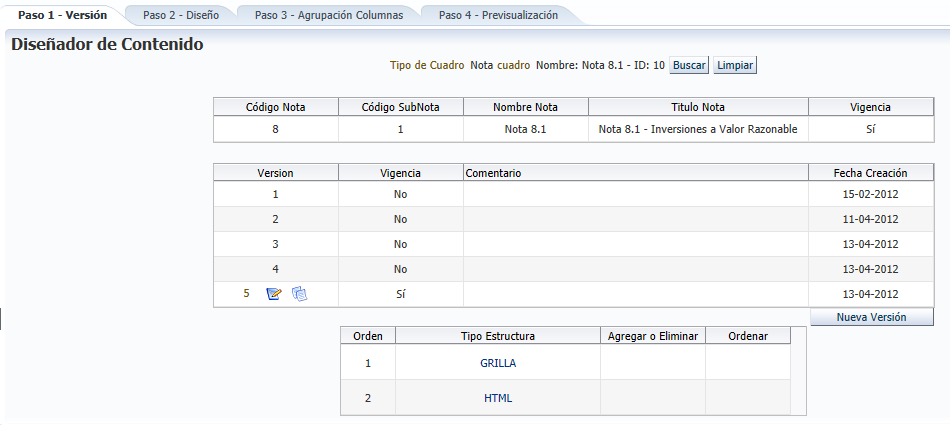 Paso 1 - Versión Paso 2 - Diseño Paso 3 - Agrupación Columnas Paso 4 - Previsualización
Diseñador de Contenido
Tipo de Cuadro Nota cuadro Nombre: Nota 8.1 - ID: 10 Buscar Limpiar
Código Nota Código SubNota Nombre Nota Titulo Nota Vigencia
8 1 Nota 8.1 Nota 8.1 - Inversiones a Valor Razonable Sí
Version Vigencia Comentario Fecha Creación
1 No 15-02-2012
2 No 11-04-2012
3 No 13-04-2012
4 No 13-04-2012
5 Sí 13-04-2012
Nueva Versión
Orden Tipo Estructura Agregar o Eliminar Ordenar
1 GRILLA
2 HTML